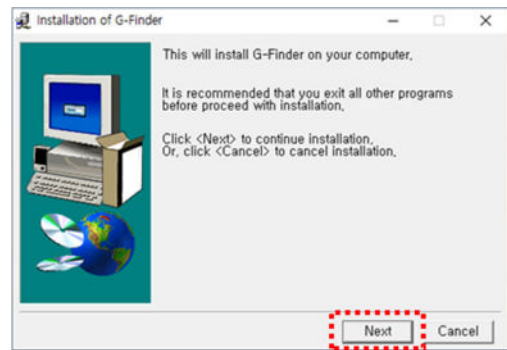 Installation of G-Finder
This will install G-Finder on your computer,
It is recommended that you exit all other programs
before proceed with installation,
Click <Next> to continue installation,
Or, click <Cancel> to cancel installation,
Next
Cancel